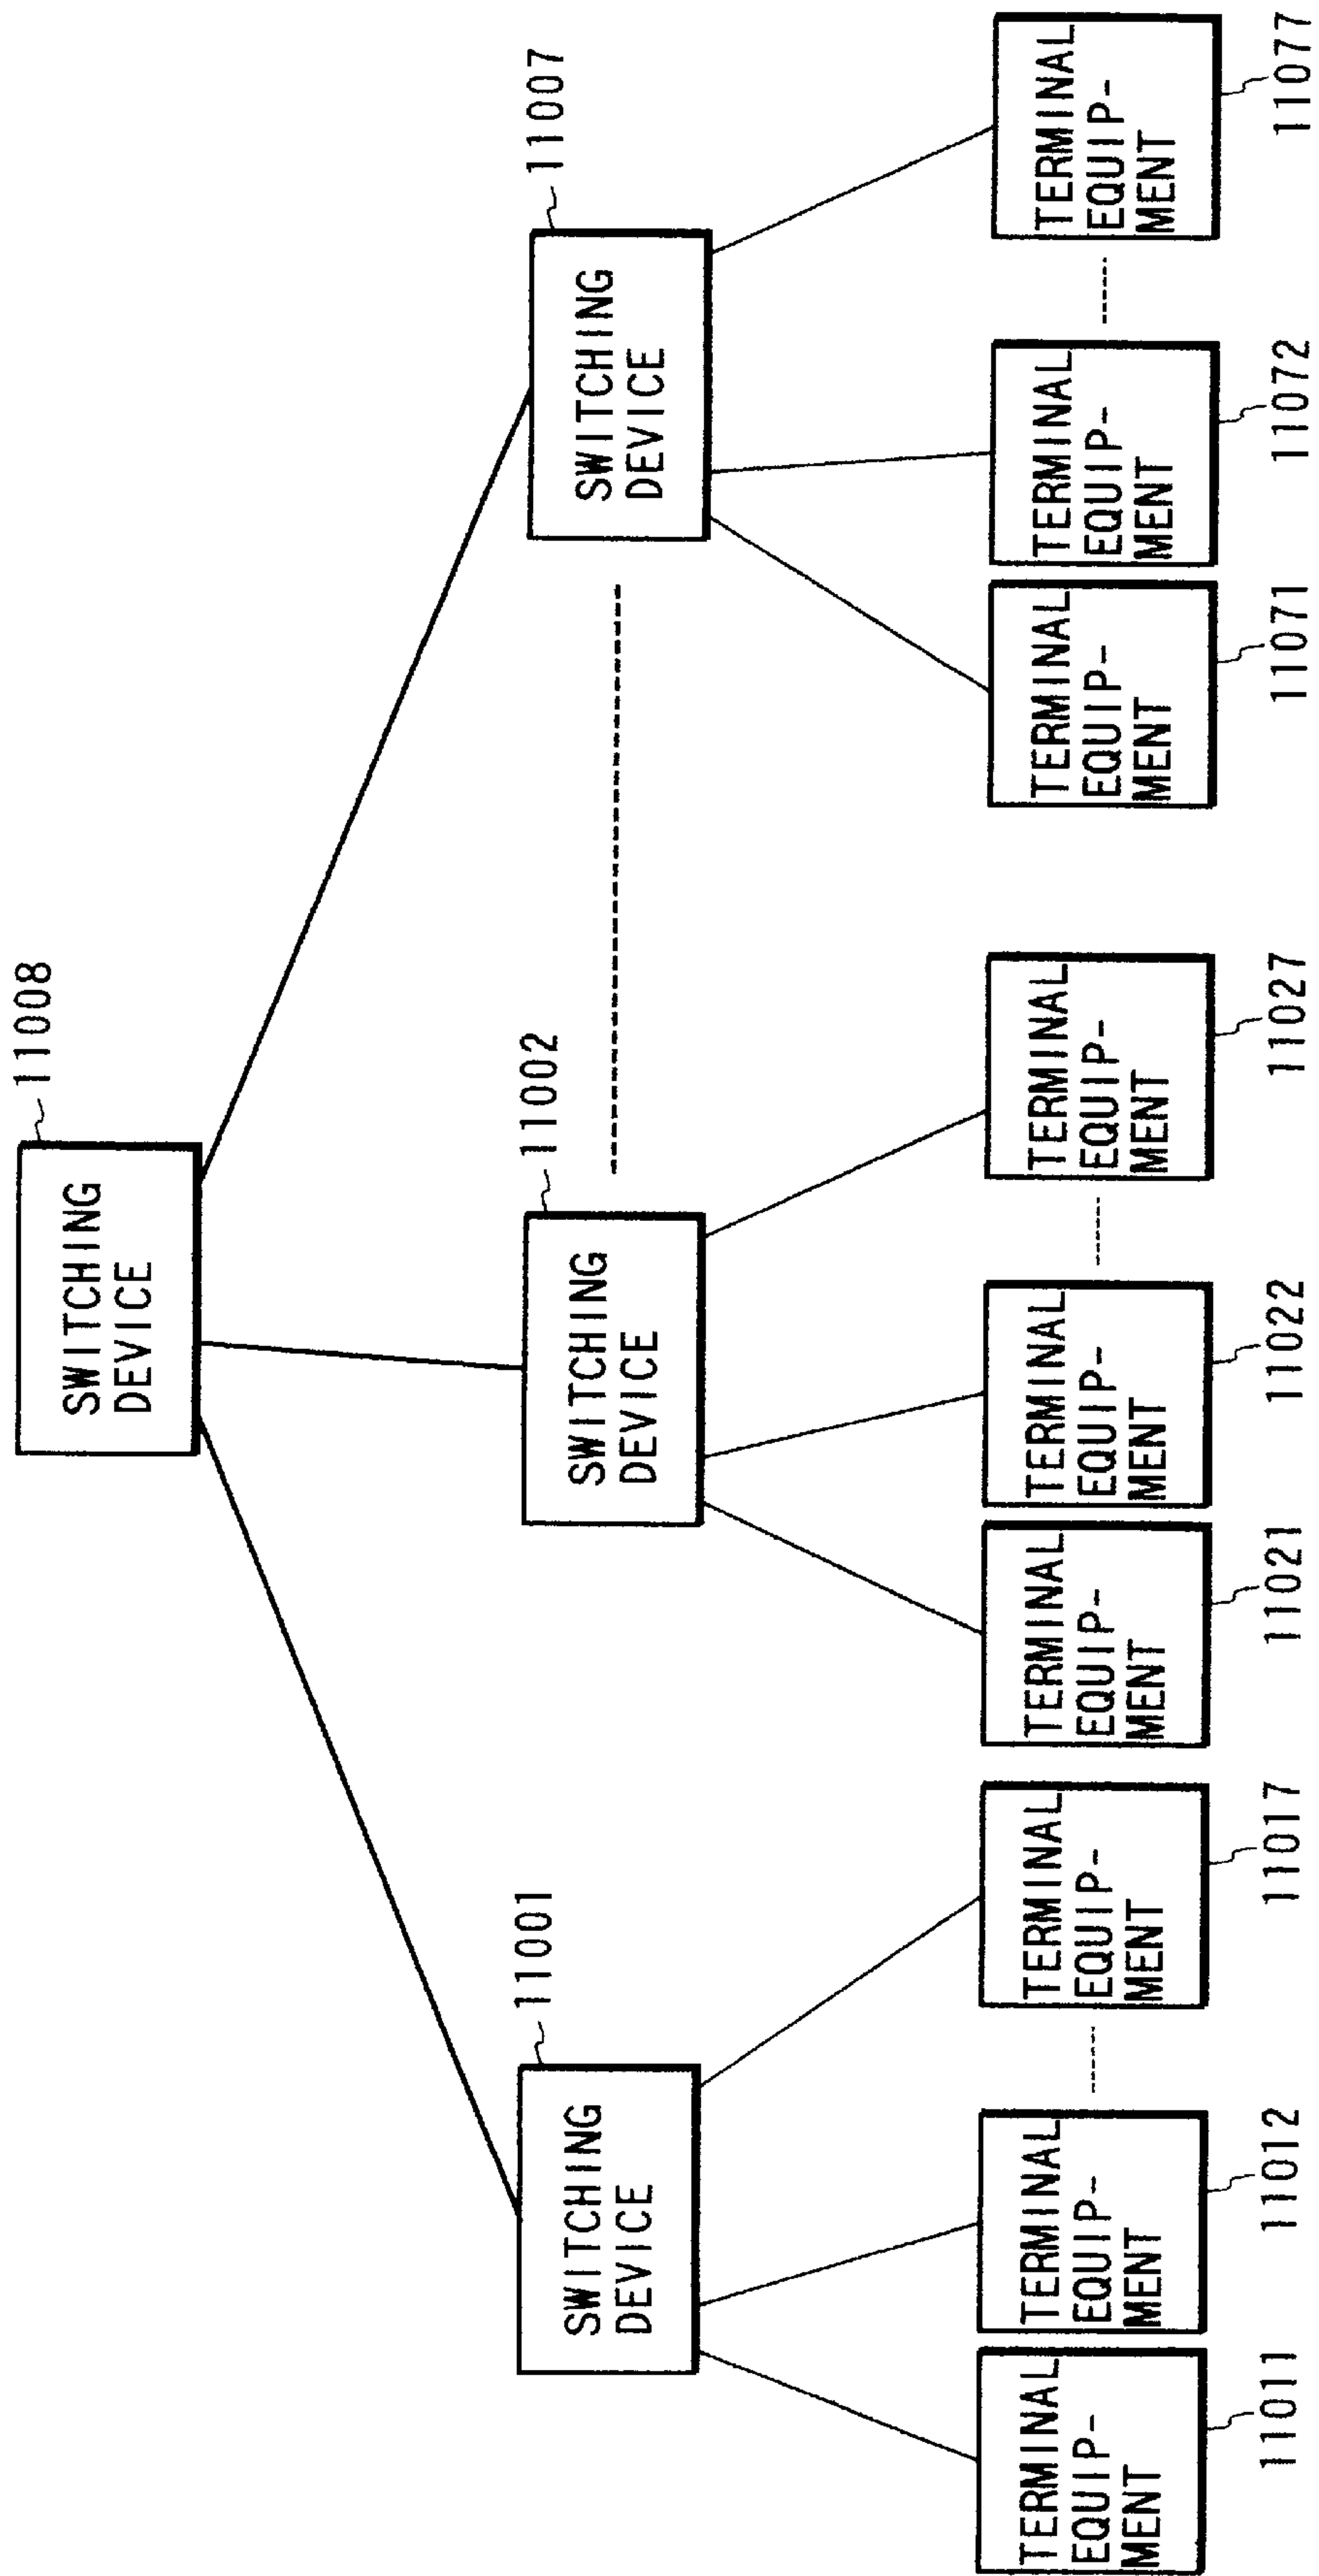 11008
SWITCHING
DEVICE
11001
SWITCHING
DEVICE
11002
SWITCHING
DEVICE
11007
SWITCHING
DEVICE
TERMINAL
EQUIP-
MENT
11011
TERMINAL
EQUIP-
MENT
11012
TERMINAL
EQUIP-
MENT
11017
TERMINAL
EQUIP-
MENT
11021
TERMINAL
EQUIP-
MENT
11022
TERMINAL
EQUIP-
MENT
11027
TERMINAL
EQUIP-
MENT
11071
TERMINAL
EQUIP-
MENT
11072
TERMINAL
EQUIP-
MENT
11077